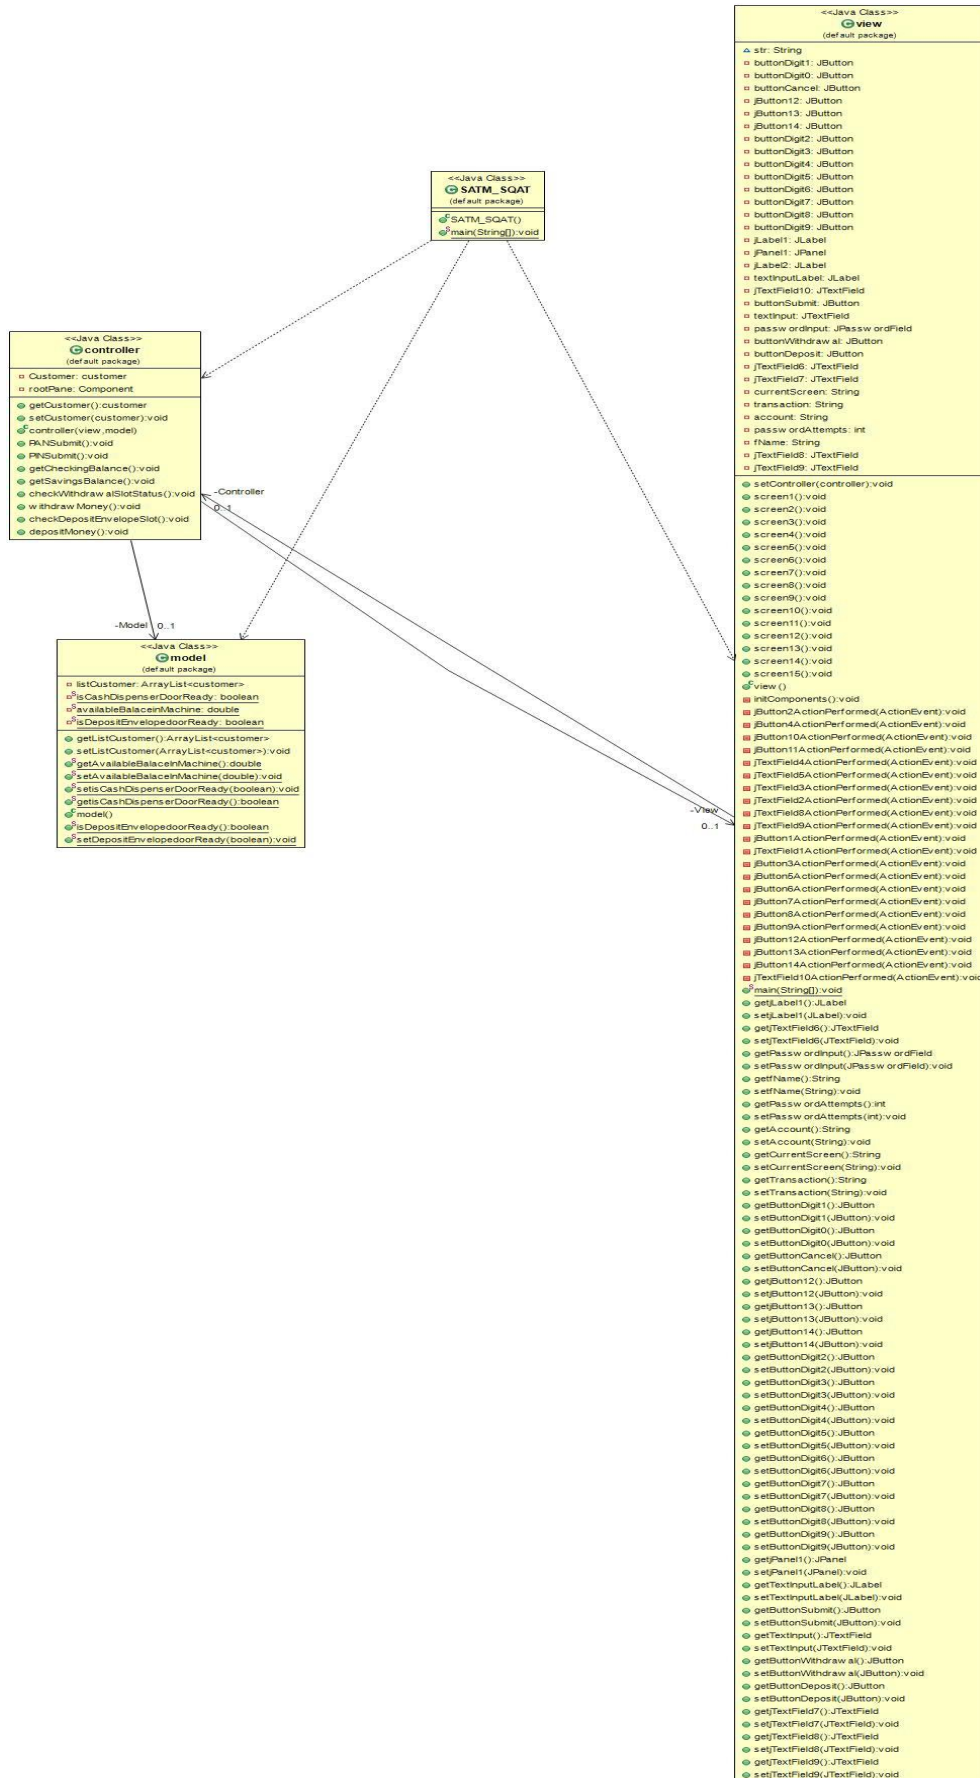 <<Java Class>>
view
(default package)
str: String
buttonDigit1: JButton
buttonDigit0: JButton
buttonCancel: JButton
jButton12: JButton
jButton13: JButton
jButton14: JButton
buttonDigit2: JButton
buttonDigit3: JButton
buttonDigit4: JButton
buttonDigit5: JButton
buttonDigit6: JButton
buttonDigit7: JButton
buttonDigit8: JButton
buttonDigit9: JButton
jLabel1: JLabel
jPanel1: JPanel
jLabel2: JLabel
textInputLabel: JLabel
jTextField10: JTextField
buttonSubmit: JButton
textInput: JTextField
passwordInput: JPasswordField
buttonWithdrawal: JButton
buttonDeposit: JButton
jTextField6: JTextField
jTextField7: JTextField
currentScreen: String
transaction: String
account: String
passwordAttempts: int
fName: String
jTextField8: JTextField
jTextField9: JTextField
setController(controller):void
screen1():void
screen2():void
screen3():void
screen4():void
screen5():void
screen6():void
screen7():void
screen8():void
screen9():void
screen10():void
screen11():void
screen12():void
screen13():void
screen14():void
screen15():void
view()
initComponents():void
jButton2ActionPerformed(ActionEvent):void
jButton4ActionPerformed(ActionEvent):void
jButton10ActionPerformed(ActionEvent):void
jButton11ActionPerformed(ActionEvent):void
jTextField4ActionPerformed(ActionEvent):void
jTextField5ActionPerformed(ActionEvent):void
jTextField3ActionPerformed(ActionEvent):void
jTextField2ActionPerformed(ActionEvent):void
jTextField8ActionPerformed(ActionEvent):void
jTextField9ActionPerformed(ActionEvent):void
jButton1ActionPerformed(ActionEvent):void
jTextField1ActionPerformed(ActionEvent):void
jButton3ActionPerformed(ActionEvent):void
jButton5ActionPerformed(ActionEvent):void
jButton6ActionPerformed(ActionEvent):void
jButton7ActionPerformed(ActionEvent):void
jButton8ActionPerformed(ActionEvent):void
jButton9ActionPerformed(ActionEvent):void
jButton12ActionPerformed(ActionEvent):void
jButton13ActionPerformed(ActionEvent):void
jButton14ActionPerformed(ActionEvent):void
jTextField10ActionPerformed(ActionEvent):void
main(String[]):void
getjLabel1():JLabel
setjLabel1(JLabel):void
getjTextField6():JTextField
setjTextField6(JTextField):void
getPasswordInput():JPasswordField
setPasswordInput(JPasswordField):void
getfName():String
setfName(String):void
getPasswordAttempts():int
setPasswordAttempts(int):void
getAccount():String
setAccount(String):void
getCurrentScreen():String
setCurrentScreen(String):void
getTransaction():String
setTransaction(String):void
getButtonDigit1():JButton
setButtonDigit1(JButton):void
getButtonDigit0():JButton
setButtonDigit0(JButton):void
getButtonCancel():JButton
setButtonCancel(JButton):void
getjButton12():JButton
setjButton12(JButton):void
getjButton13():JButton
setjButton13(JButton):void
getjButton14():JButton
setjButton14(JButton):void
getButtonDigit2():JButton
setButtonDigit2(JButton):void
getButtonDigit3():JButton
setButtonDigit3(JButton):void
getButtonDigit4():JButton
setButtonDigit4(JButton):void
getButtonDigit5():JButton
setButtonDigit5(JButton):void
getButtonDigit6():JButton
setButtonDigit6(JButton):void
getButtonDigit7():JButton
setButtonDigit7(JButton):void
getButtonDigit8():JButton
setButtonDigit8(JButton):void
getButtonDigit9():JButton
setButtonDigit9(JButton):void
getjPanel1():JPanel
setjPanel1(JPanel):void
getTextInputLabel():JLabel
setTextInputLabel(JLabel):void
getButtonSubmit():JButton
setButtonSubmit(JButton):void
getTextInput():JTextField
setTextInput(JTextField):void
getButtonWithdrawal():JButton
setButtonWithdrawal(JButton):void
getButtonDeposit():JButton
setButtonDeposit(JButton):void
getjTextField7():JTextField
setjTextField7(JTextField):void
getjTextField8():JTextField
setjTextField8(JTextField):void
getjTextField9():JTextField
setjTextField9(JTextField):void
<<Java Class>>
SATM_SQAT
(default package)
SATM_SQAT()
main(String[]):void
<<Java Class>>
controller
(default package)
Customer: customer
rootPane: Component
getCustomer():customer
setCustomer(customer):void
controller(view,model)
PANSubmit():void
PINSubmit():void
getCheckingBalance():void
getSavingsBalance():void
checkWithdrawalSlotStatus():void
withdrawMoney():void
checkDepositEnvelopeSlot():void
depositMoney():void
-Controller
0..1
-Model 0..1
-View
0..1
<<Java Class>>
model
(default package)
listCustomer: ArrayList<customer>
isCashDispenserDoorReady: boolean
availableBalaceinMachine: double
isDepositEnvelopedoorReady: boolean
getListCustomer():ArrayList<customer>
setListCustomer(ArrayList<customer>):void
getAvailableBalaceInMachine():double
setAvailableBalaceInMachine(double):void
setisCashDispenserDoorReady(boolean):void
getisCashDispenserDoorReady():boolean
model()
isDepositEnvelopedoorReady():boolean
setDepositEnvelopedoorReady(boolean):void